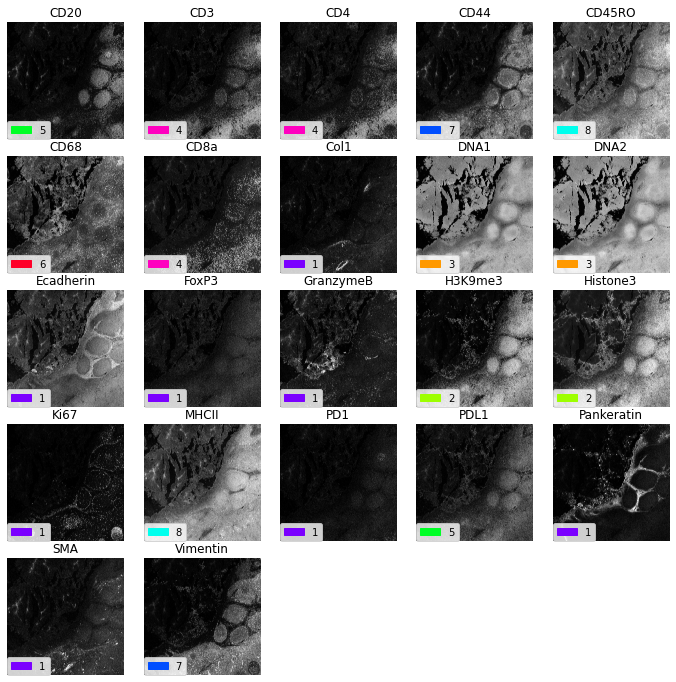 CD20 CD3 CD4 CD44 CD45RO
5 4 4 7 8
CD68 CD8a Col1 DNA1 DNA2
6 4 1 3 3
Ecadherin FoxP3 GranzymeB H3K9me3 Histone3
1 1 1 2 2
Ki67 MHCII PD1 PDL1 Pankeratin
1 8 1 5 1
SMA Vimentin
1 7